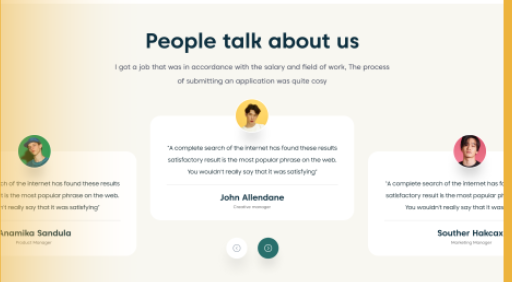 People talk about us
I got a job that was in accordance with the salary and field of work, The process
of submitting an application was quite cosy
ch of the internet has found these results
result is the most popular phrase on the web.
't really say that it was satisfying"
Anamika Sandula
Product Manager
"A complete search of the internet has found these results
satisfactory result is the most popular phrase on the web.
You wouldn't really say that it was satisfying"
John Allendane
Creative manager
"A complete search of the internet has f
satisfactory result is the most popular ph
You wouldn't really say that it was
Souther Hakcax
Marketing Manager